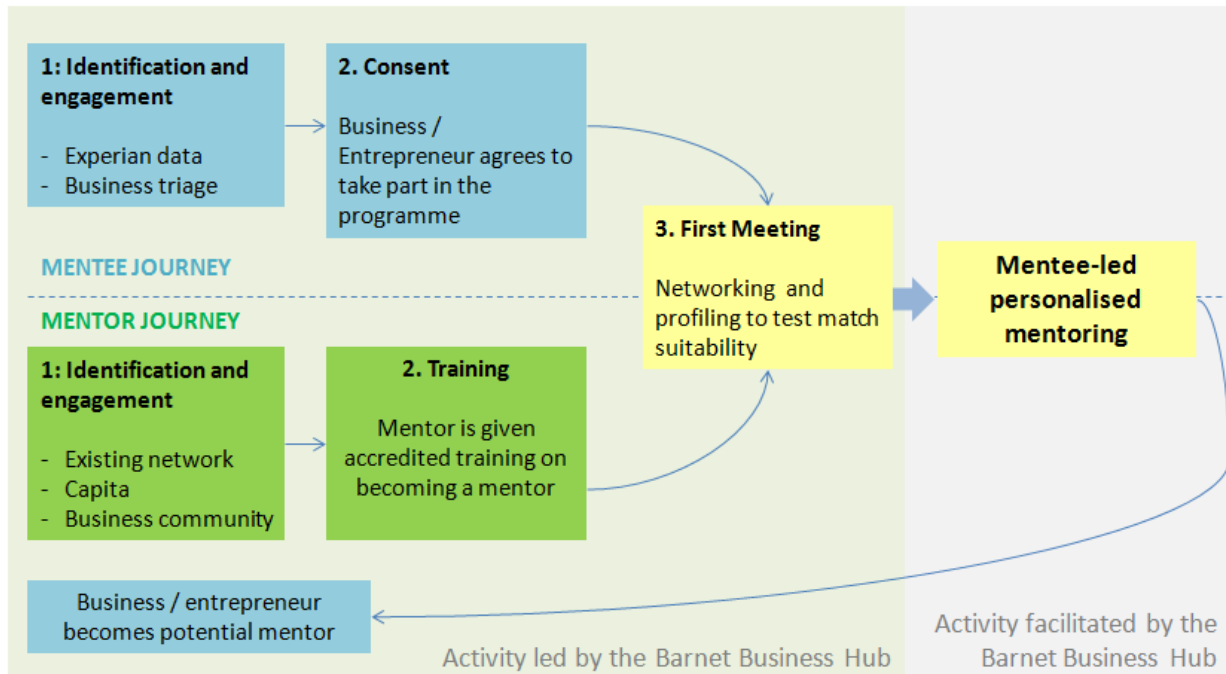 1: Identification and
engagement
- Experian data
- Business triage
2. Consent
Business /
Entrepreneur agrees to
take part in the
programme
MENTEE JOURNEY
MENTOR JOURNEY
1: Identification and
engagement
- Existing network
- Capita
- Business community
2. Training
Mentor is given
accredited training on
becoming a mentor
3. First Meeting
Networking and
profiling to test match
suitability
Mentee-led
personalised
mentoring
Business / entrepreneur
becomes potential mentor
Activity led by the Barnet Business Hub
Activity facilitated by the
Barnet Business Hub